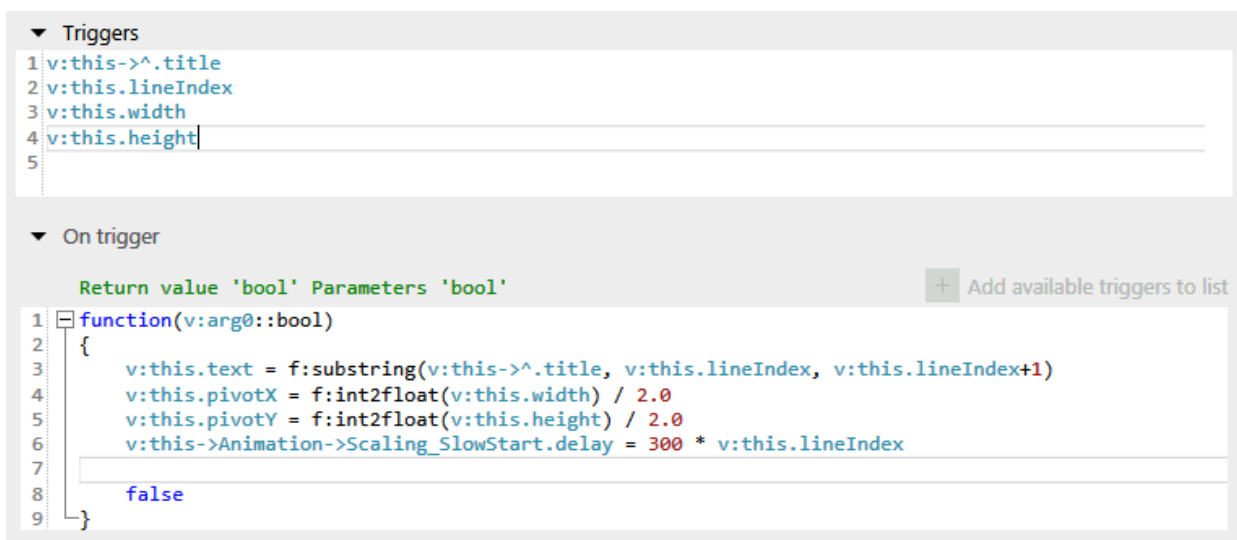 Triggers
1 v:this->^.title
2 v:this.lineIndex
3 v:this.width
4 v:this.height
5
On trigger
Return value 'bool' Parameters 'bool'
+ Add available triggers to list
1 function(v:arg0::bool)
2 {
3 v:this.text = f:substring(v:this->^.title, v:this.lineIndex, v:this.lineIndex+1)
4 v:this.pivotX = f:int2float(v:this.width) / 2.0
5 v:this.pivotY = f:int2float(v:this.height) / 2.0
6 v:this->Animation->Scaling_SlowStart.delay = 300 * v:this.lineIndex
7
8 false
9 }